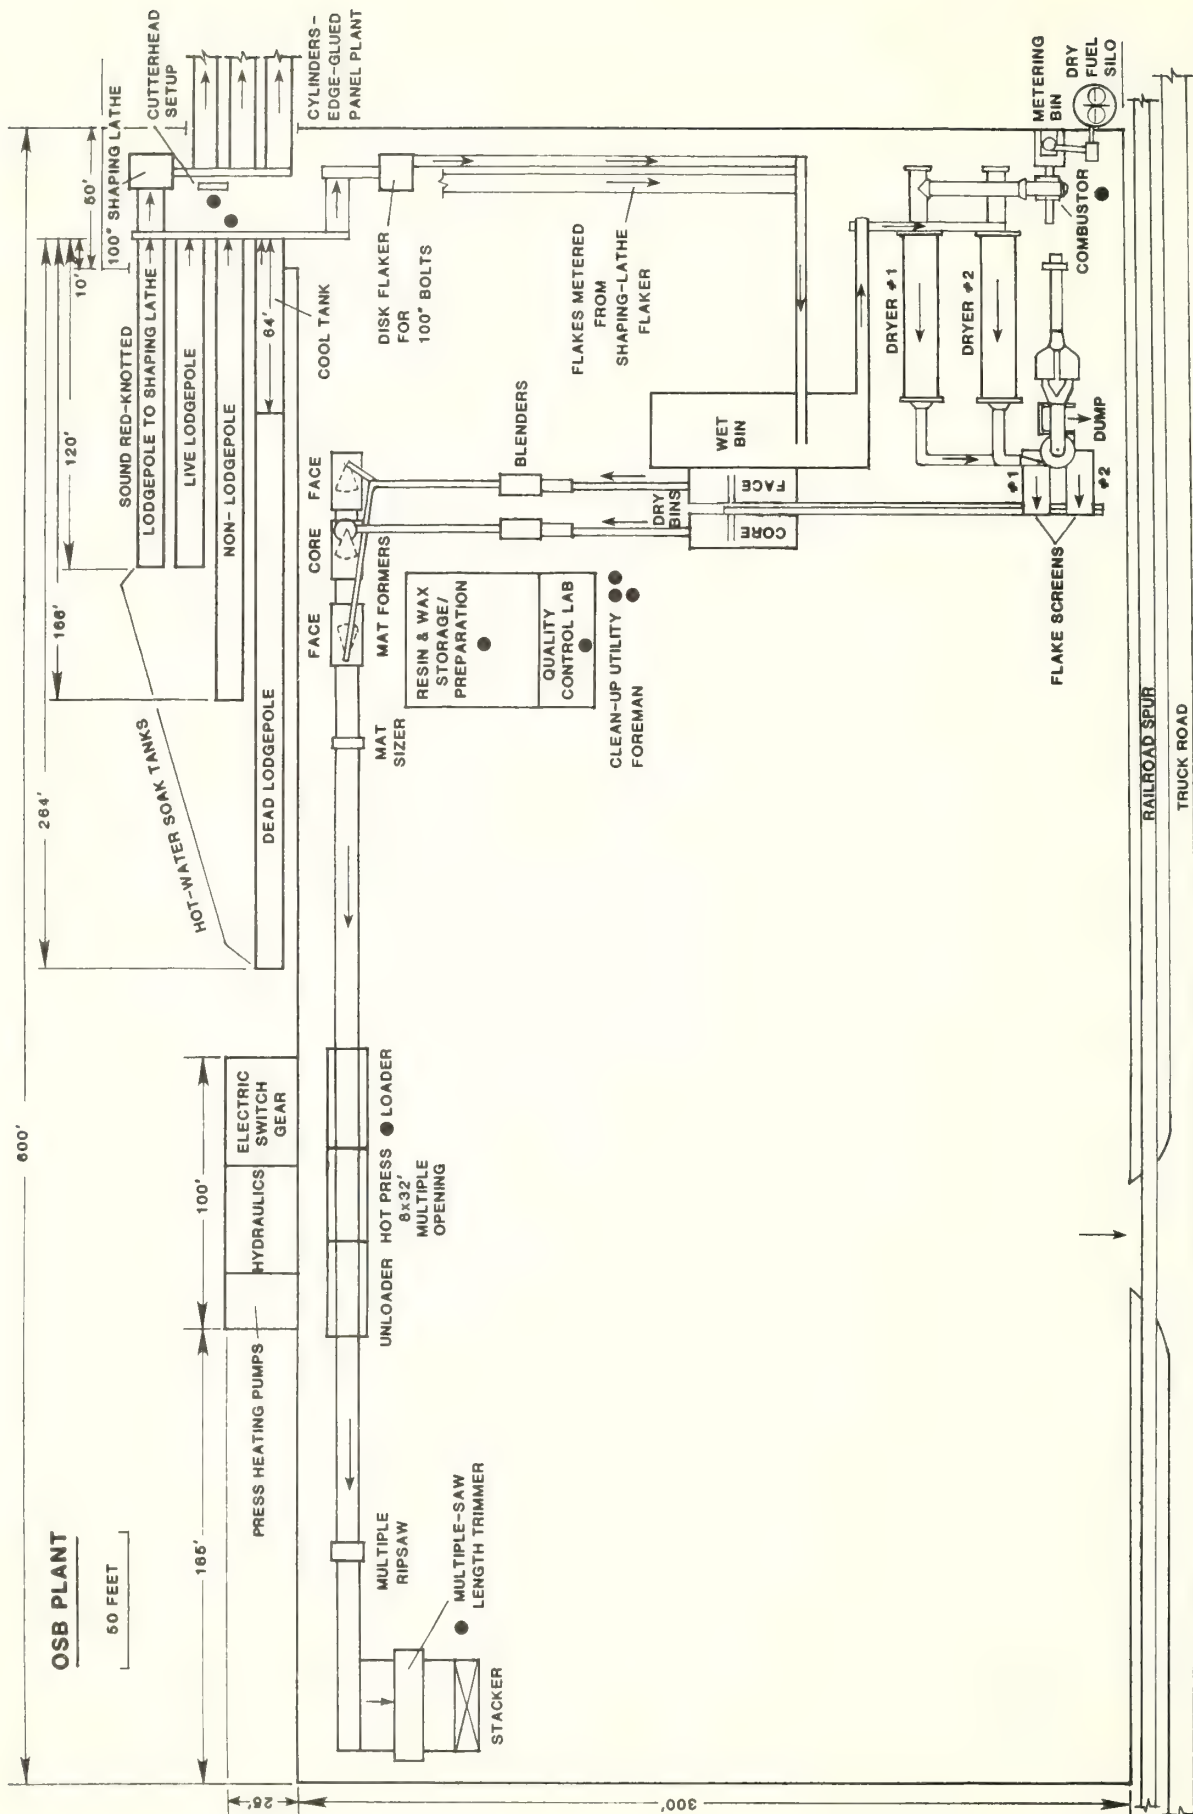 OSB PLANT
50 FEET
600'
264'
166'
120'
10'
50'
100" SHAPING LATHE
CUTTERHEAD
SETUP
CYLINDERS-
EDGE-GLUED
PANEL PLANT
SOUND RED-KNOTTED
LODGEPOLE TO SHAPING LATHE
LIVE LODGEPOLE
NON-LODGEPOLE
DEAD LODGEPOLE
64'
COOL TANK
HOT-WATER SOAK TANKS
165'
100'
25'
300'
PRESS HEATING PUMPS
HYDRAULICS
ELECTRIC
SWITCH
GEAR
STACKER
MULTIPLE-SAW
LENGTH TRIMMER
MULTIPLE
RIPSAW
UNLOADER
HOT PRESS
8x32'
MULTIPLE
OPENING
LOADER
MAT
SIZER
MAT FORMERS
FACE
CORE
FACE
DISK FLAKER
FOR
100" BOLTS
FLAKES METERED
FROM
SHAPING-LATHE
FLAKER
BLENDERS
RESIN & WAX
STORAGE/
PREPARATION
QUALITY
CONTROL LAB
CLEAN-UP UTILITY
FOREMAN
DRY
BINS
CORE
FACE
WET
BIN
DRYER #1
DRYER #2
COMBUSTOR
METERING
BIN
DRY
FUEL
SILO
DUMP
#1
#2
FLAKE SCREENS
RAILROAD SPUR
TRUCK ROAD